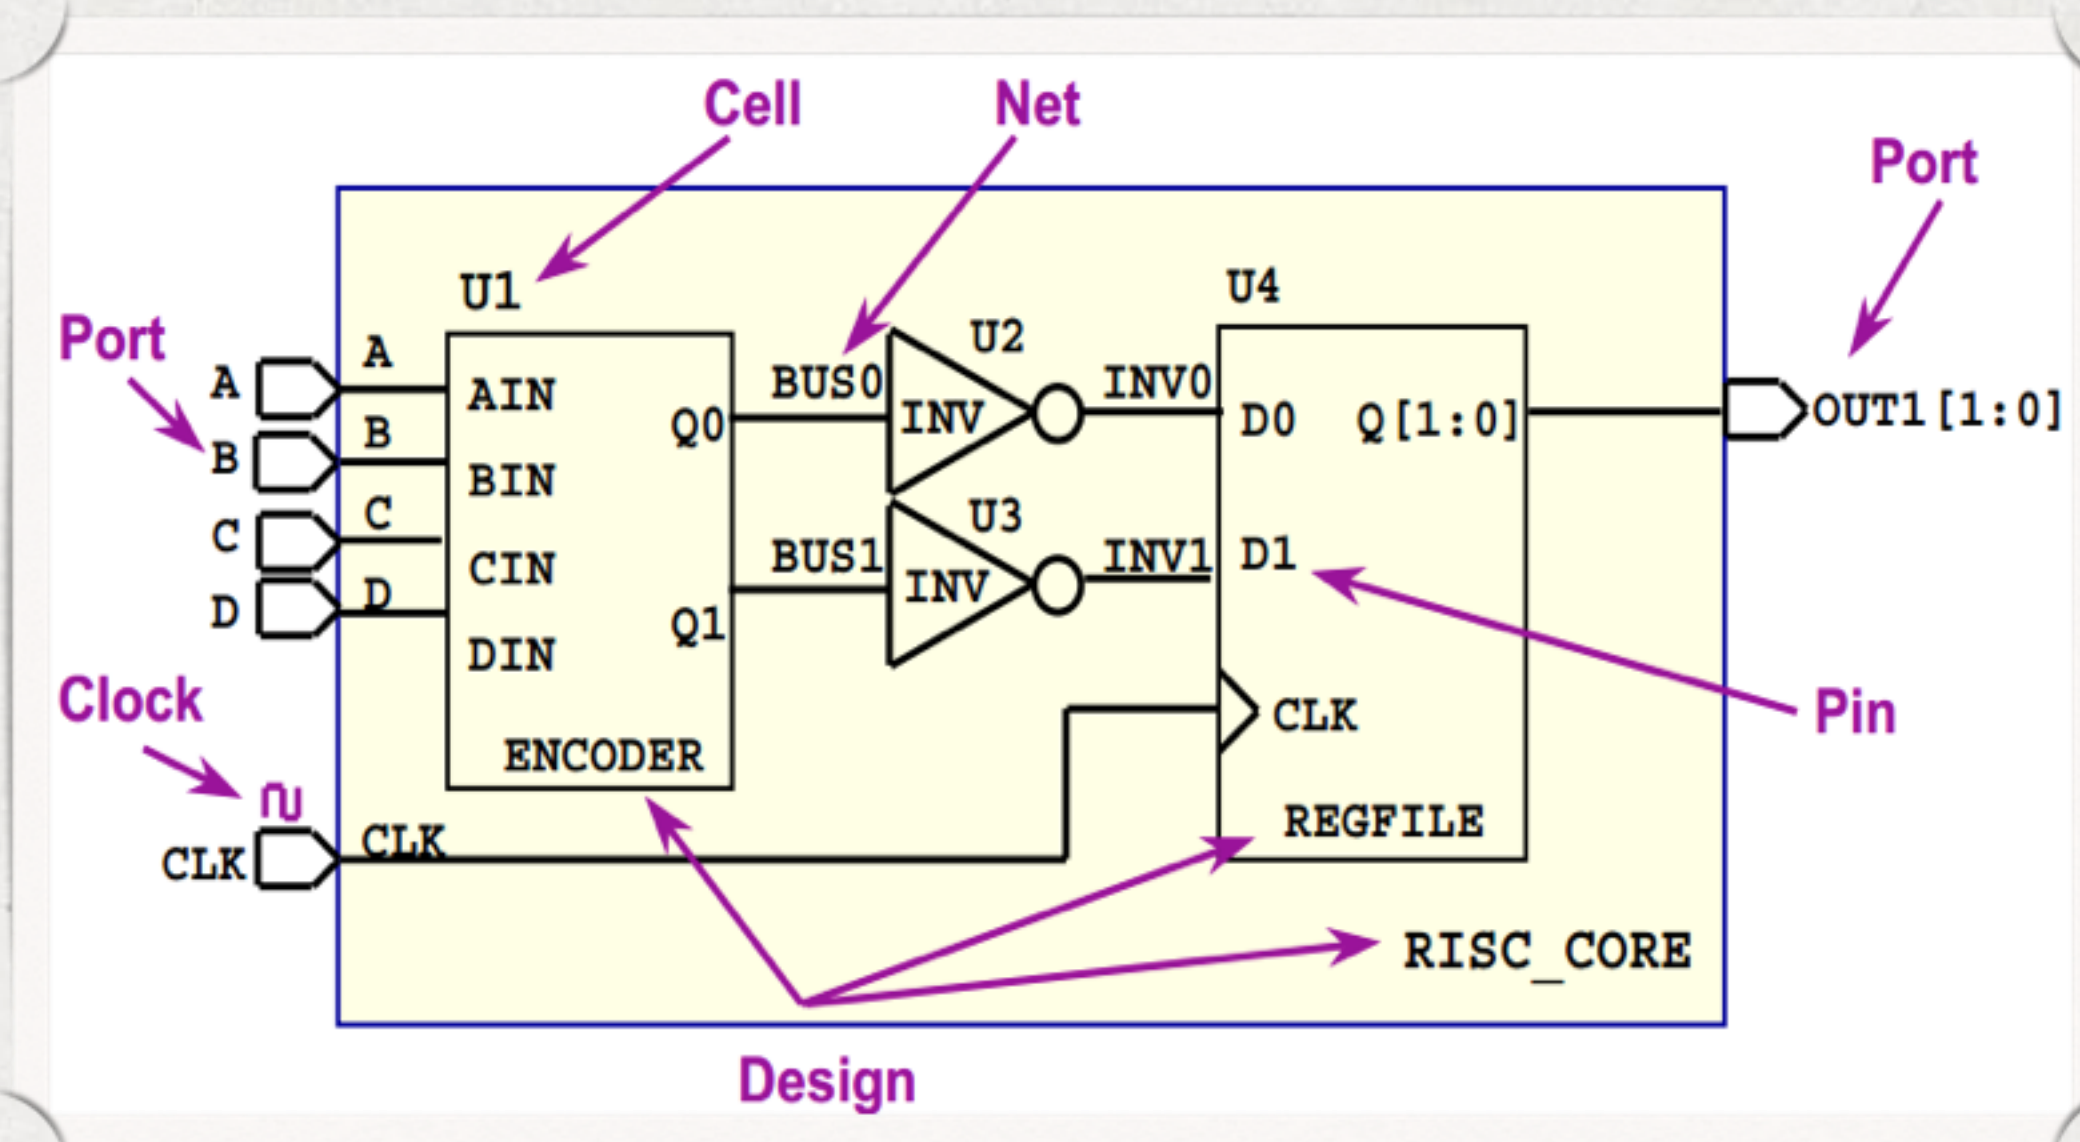 Cell
Net
Port
U1
U4
Port
U2
A
A
BUS0
INV0
AIN
Q0
INV
D0
Q[1:0]
OUT1[1:0]
B
B
BIN
C
C
U3
BUS1
INV1
D1
CIN
INV
D
D
Q1
DIN
Clock
Pin
CLK
ENCODER
REGFILE
CLK
CLK
RISC_CORE
Design